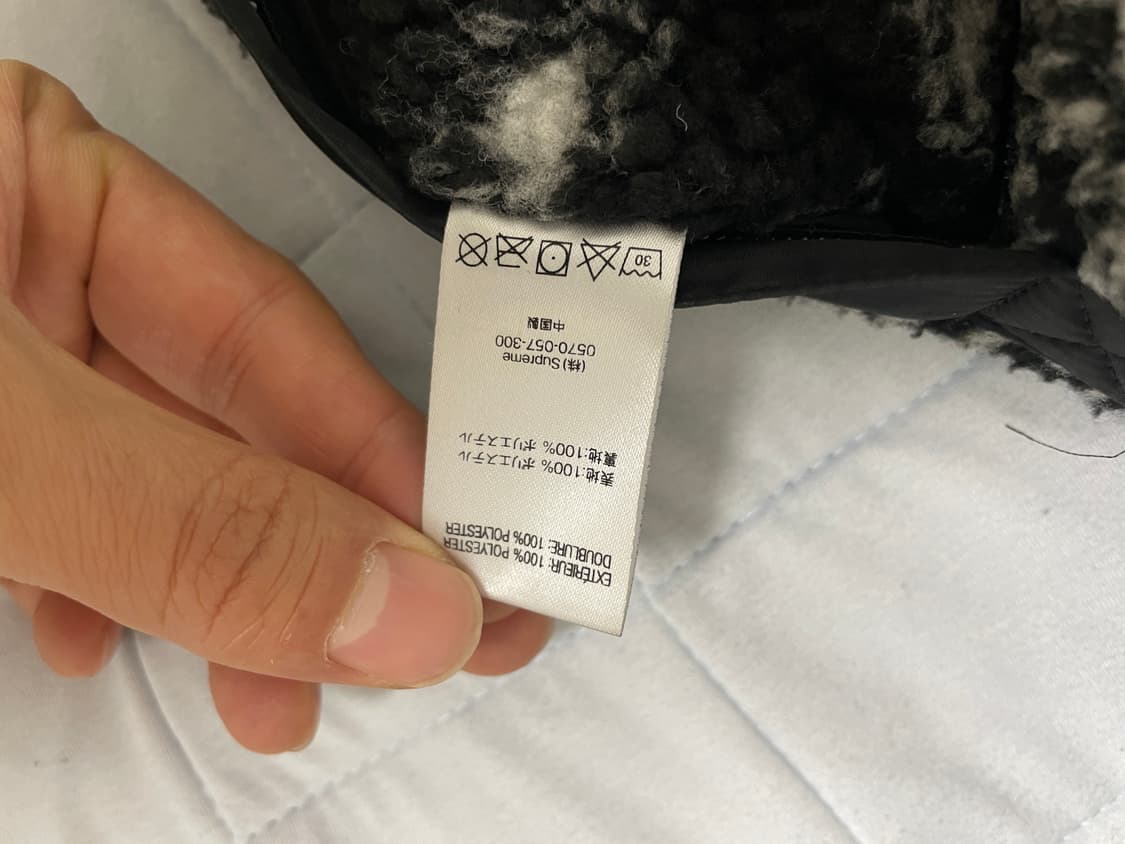 EXTÉRIEUR: 100% POLYESTER
DOUBLURE: 100% POLYESTER
表地:100% ポリエステル
裏地:100% ポリエステル
(株) Supreme
0570-057-300
中国製
30